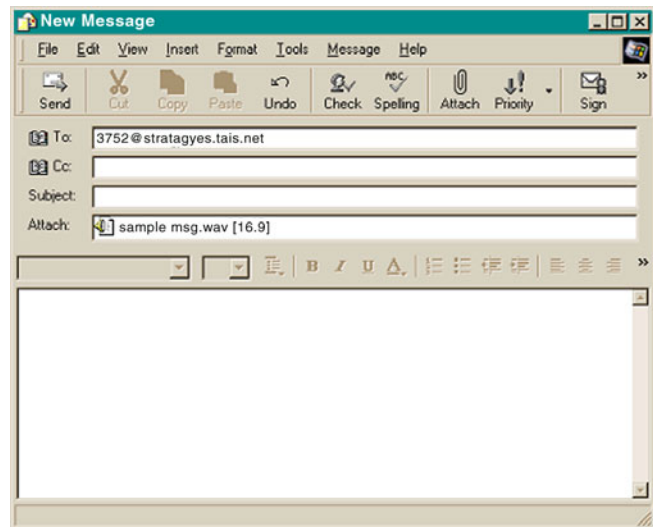 New Message
File Edit View Insert Format Tools Message Help
Send Cut Copy Paste Undo Check Spelling Attach Priority Sign »
To: 3752@stratagyes.tais.net
Cc:
Subject:
Attach: sample msg.wav [16.9]
B I U A »